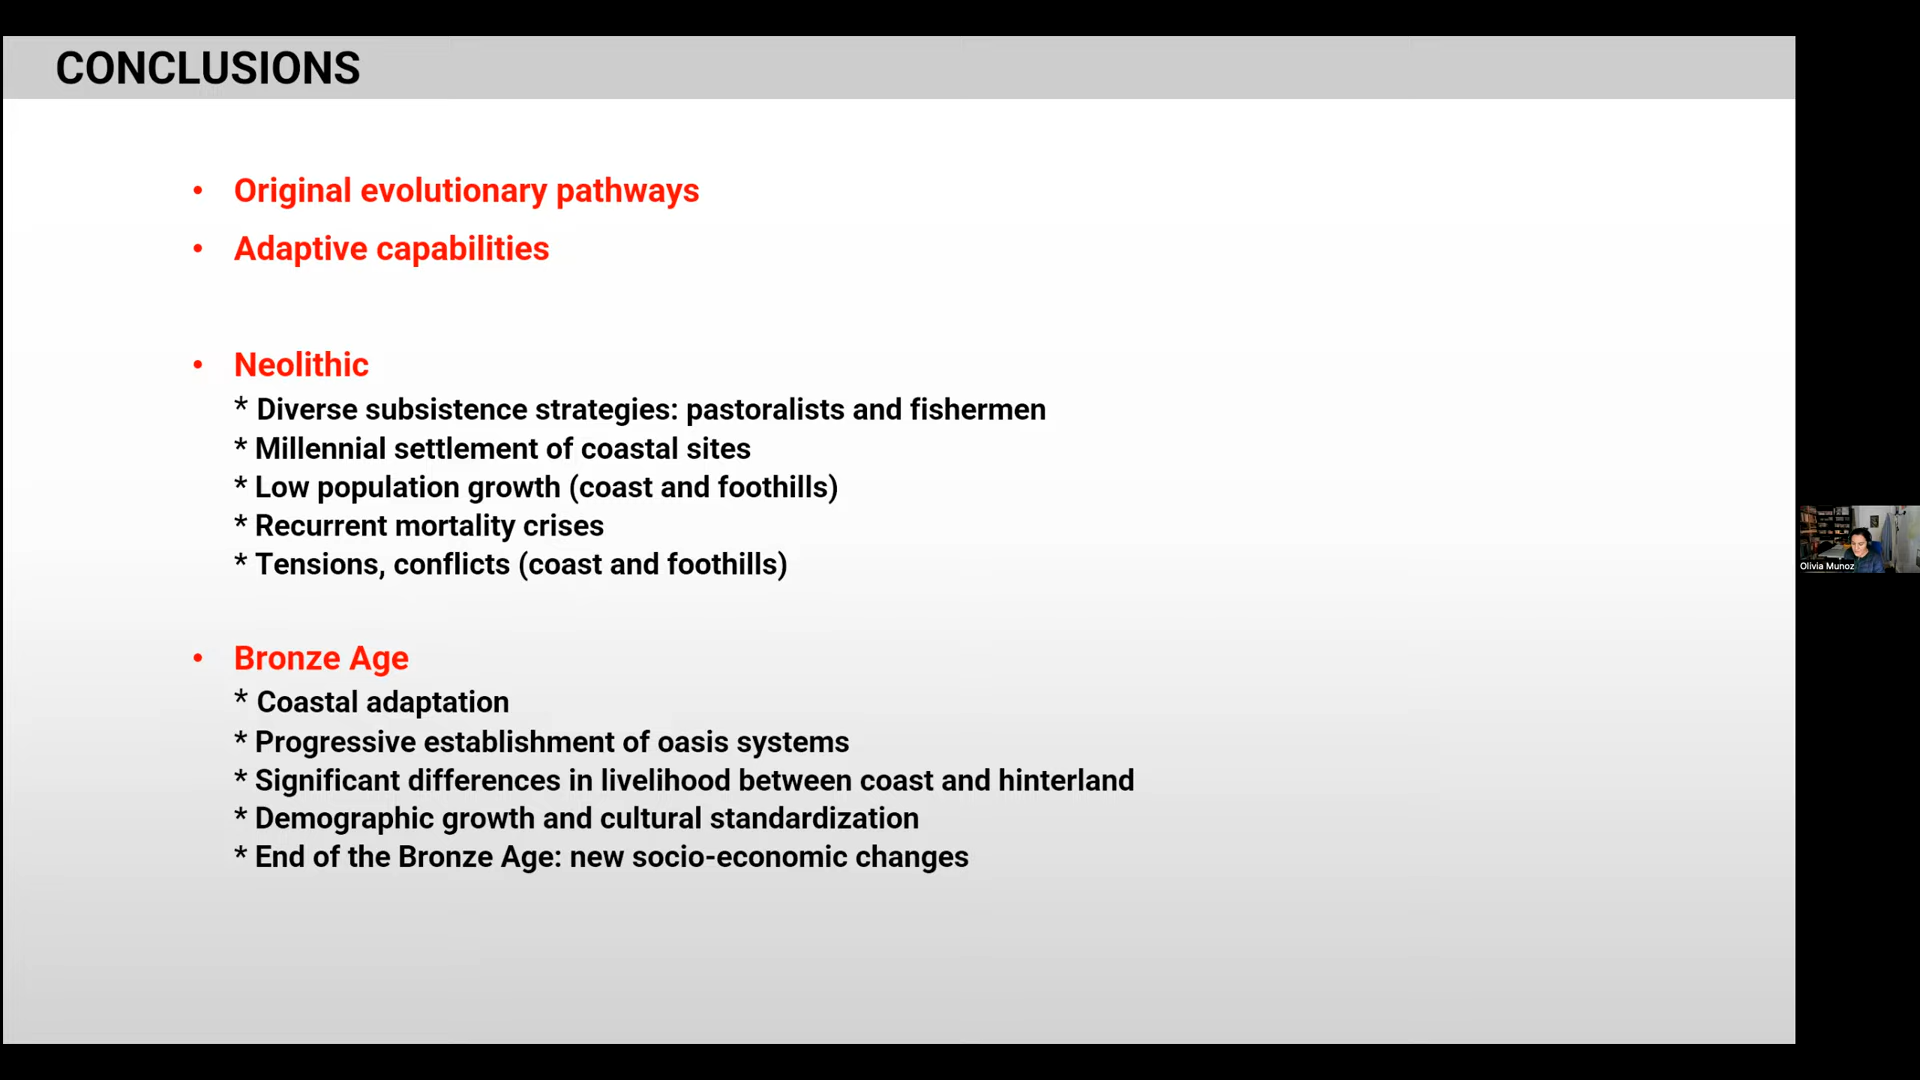 CONCLUSIONS
• Original evolutionary pathways
• Adaptive capabilities
• Neolithic
* Diverse subsistence strategies: pastoralists and fishermen
* Millennial settlement of coastal sites
* Low population growth (coast and foothills)
* Recurrent mortality crises
* Tensions, conflicts (coast and foothills)
Olivia Munoz
• Bronze Age
* Coastal adaptation
* Progressive establishment of oasis systems
* Significant differences in livelihood between coast and hinterland
* Demographic growth and cultural standardization
* End of the Bronze Age: new socio-economic changes